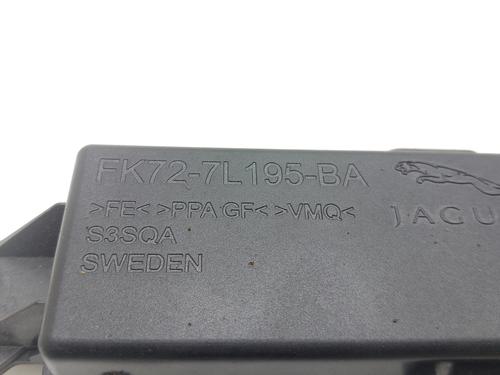 FK72-7L195-BA
>FE< >PPA GF< >VMQ<
S3SQA
SWEDEN
JAGU